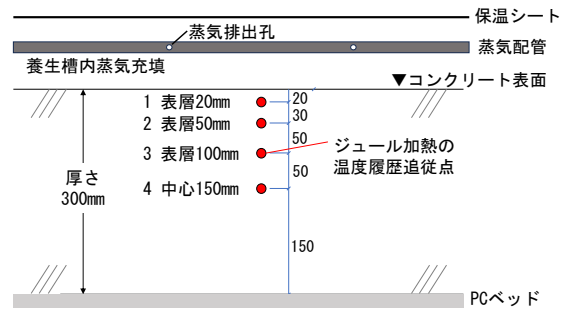 保温シート
蒸気排出孔
蒸気配管
養生槽内蒸気充填
▼コンクリート表面
1 表層20mm
20
30
2 表層50mm
50
3 表層100mm
ジュール加熱の
温度履歴追従点
50
4 中心150mm
厚さ
300mm
150
PCベッド